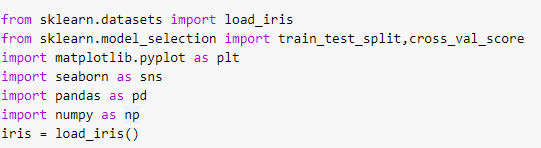 from sklearn.datasets import load_iris
from sklearn.model_selection import train_test_split,cross_val_score
import matplotlib.pyplot as plt
import seaborn as sns
import pandas as pd
import numpy as np
iris = load_iris()